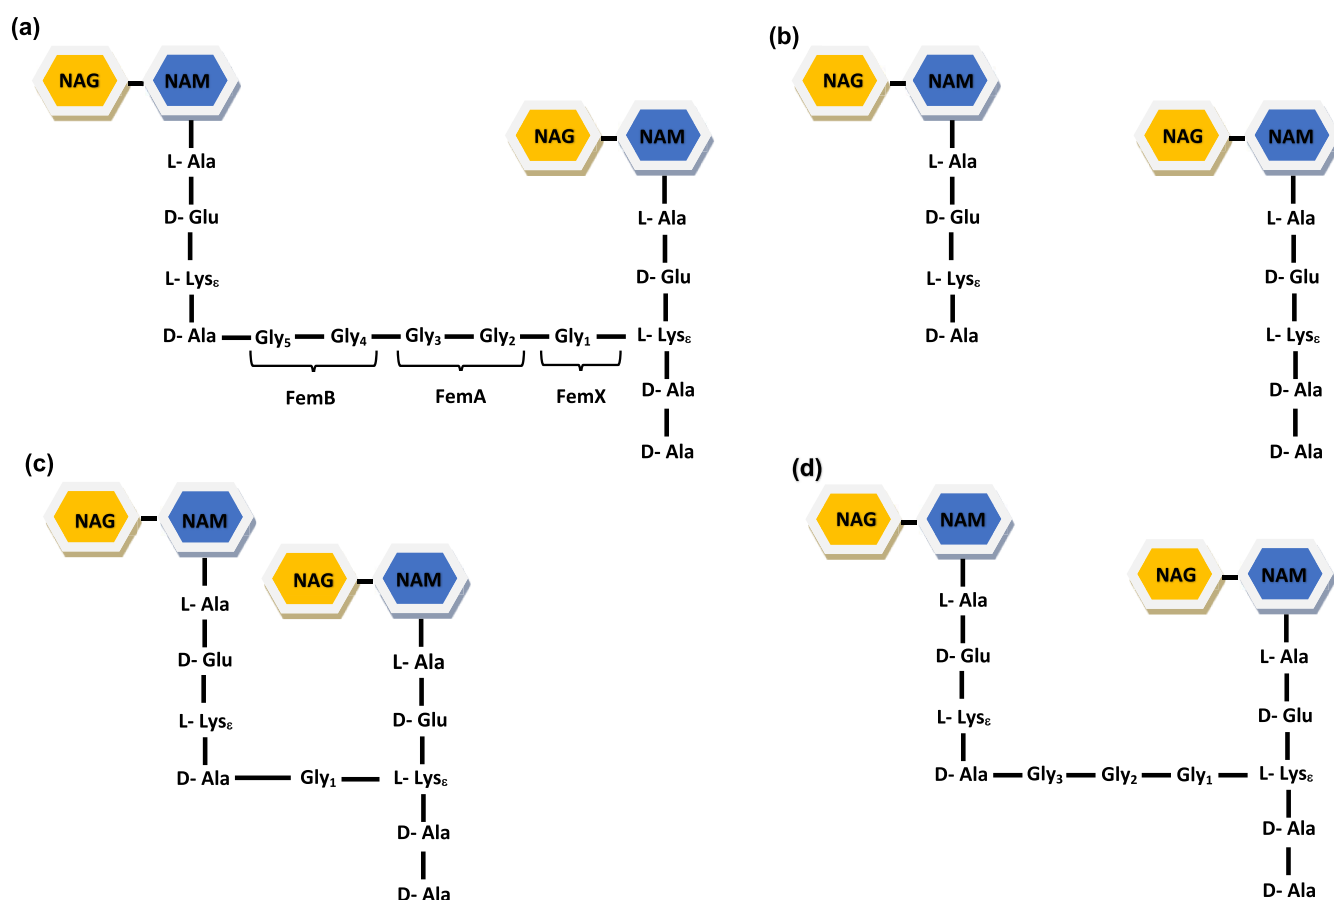 (a)
NAG NAM
NAG NAM
L- Ala
D- Glu
L- Lysε
D- Ala Gly5 Gly4 Gly3 Gly2 Gly1
FemB FemA FemX
L- Ala
D- Glu
L- Lysε
D- Ala
D- Ala
(b)
NAG NAM
NAG NAM
L- Ala
D- Glu
L- Lysε
D- Ala
L- Ala
D- Glu
L- Lysε
D- Ala
D- Ala
(c)
NAG NAM
NAG NAM
L- Ala
D- Glu
L- Lysε
D- Ala Gly1
L- Ala
D- Glu
L- Lysε
D- Ala
D- Ala
(d)
NAG NAM
NAG NAM
L- Ala
D- Glu
L- Lysε
D- Ala Gly3 Gly2 Gly1
L- Ala
D- Glu
L- Lysε
D- Ala
D- Ala